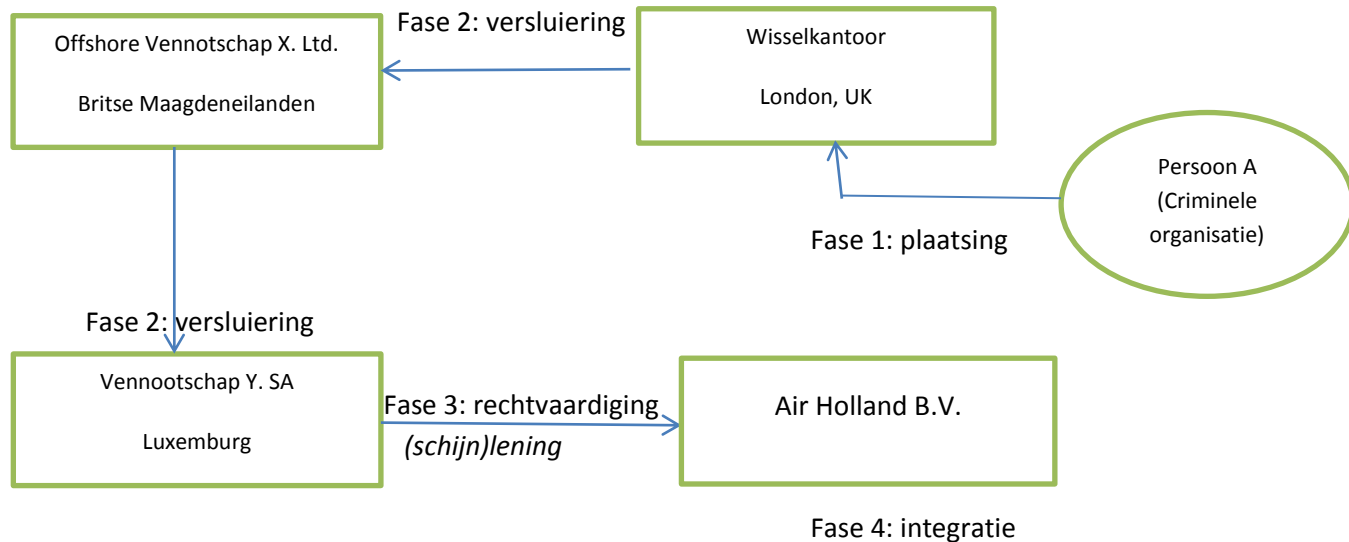 Fase 2: versluiering
Offshore Vennotschap X. Ltd.
Britse Maagdeneilanden
Wisselkantoor
London, UK
Persoon A
(Criminele
organisatie)
Fase 1: plaatsing
Fase 2: versluiering
Vennootschap Y. SA
Luxemburg
Fase 3: rechtvaardiging
(schijn)lening
Air Holland B.V.
Fase 4: integratie